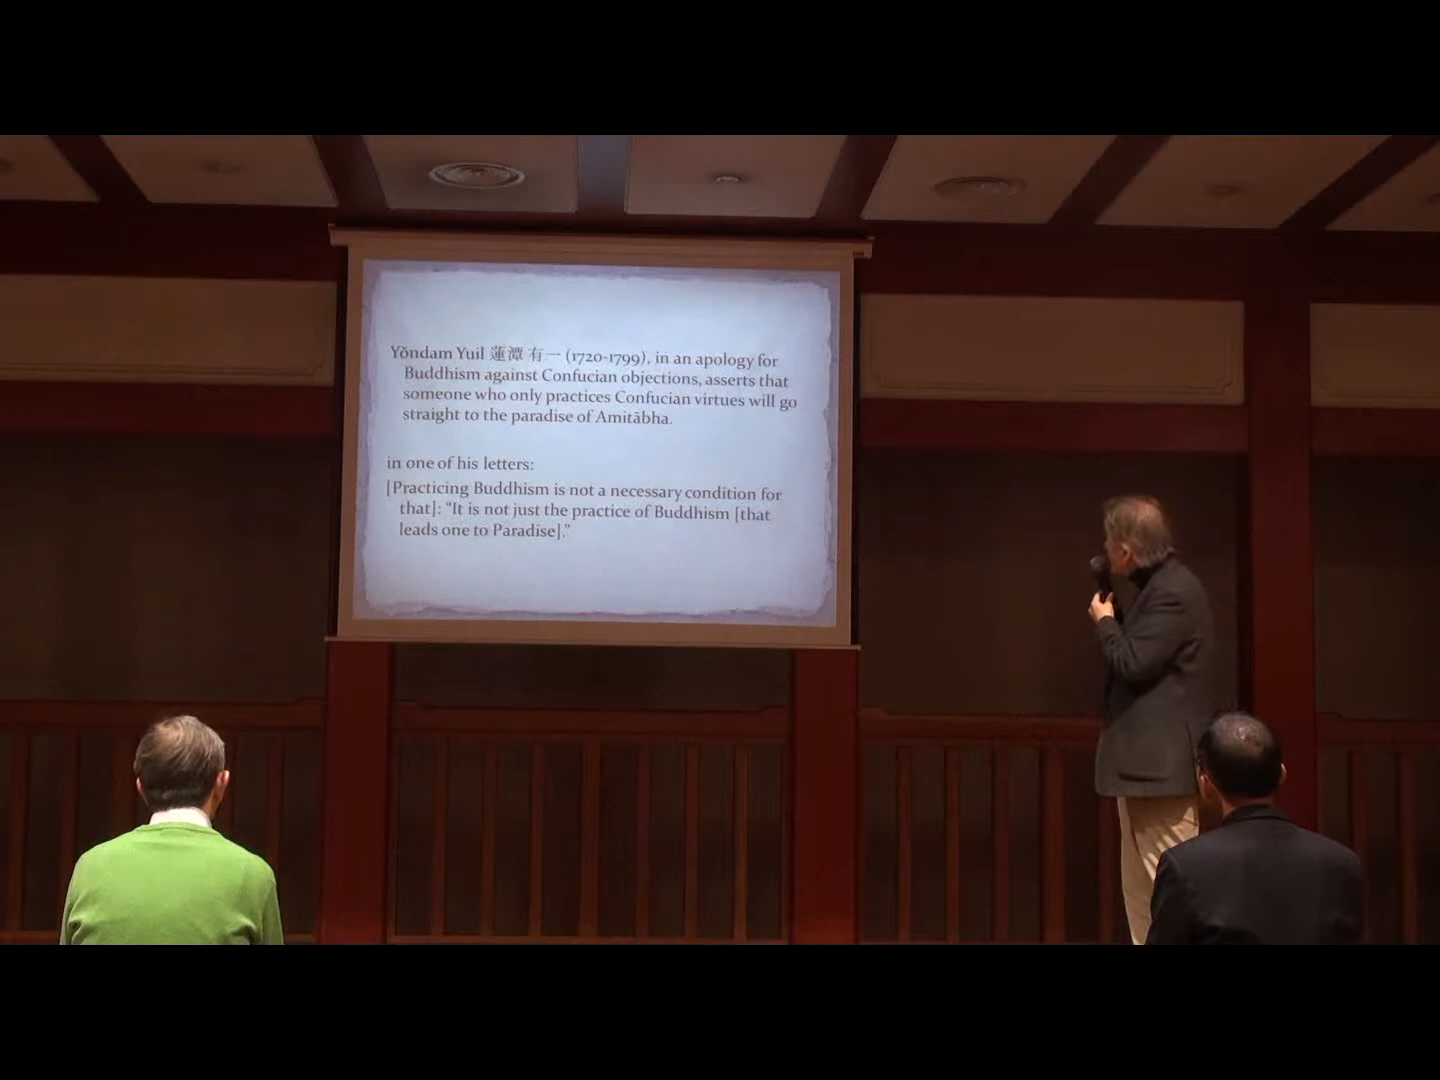 Yŏndam Yuil 蓮潭 有一 (1720-1799), in an apology for
Buddhism against Confucian objections, asserts that
someone who only practices Confucian virtues will go
straight to the paradise of Amitābha.
in one of his letters:
[Practicing Buddhism is not a necessary condition for
that]: “It is not just the practice of Buddhism [that
leads one to Paradise].”